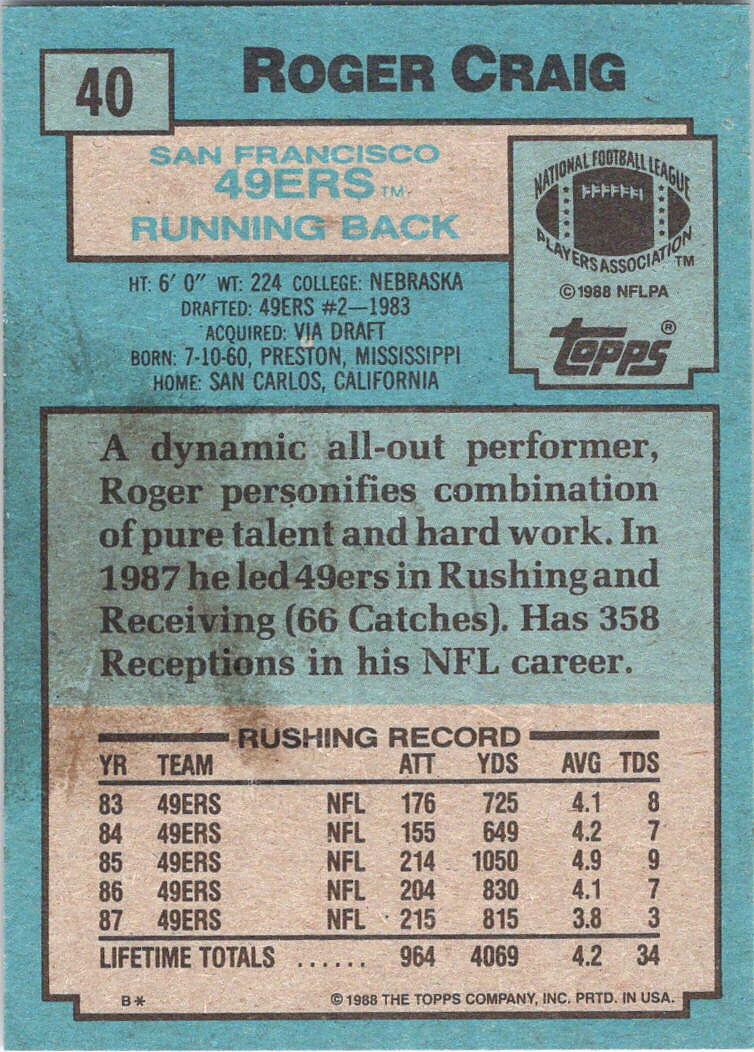 40
ROGER CRAIG
SAN FRANCISCO
49ERS TM
RUNNING BACK
NATIONAL FOOTBALL LEAGUE
PLAYERS ASSOCIATION TM
©1988 NFLPA
topps®
HT: 6' 0" WT: 224 COLLEGE: NEBRASKA
DRAFTED: 49ERS #2—1983
ACQUIRED: VIA DRAFT
BORN: 7-10-60, PRESTON, MISSISSIPPI
HOME: SAN CARLOS, CALIFORNIA
A dynamic all-out performer,
Roger personifies combination
of pure talent and hard work. In
1987 he led 49ers in Rushing and
Receiving (66 Catches). Has 358
Receptions in his NFL career.
RUSHING RECORD
YR TEAM ATT YDS AVG TDS
83 49ERS NFL 176 725 4.1 8
84 49ERS NFL 155 649 4.2 7
85 49ERS NFL 214 1050 4.9 9
86 49ERS NFL 204 830 4.1 7
87 49ERS NFL 215 815 3.8 3
LIFETIME TOTALS ...... 964 4069 4.2 34
B*
©1988 THE TOPPS COMPANY, INC. PRTD. IN USA.